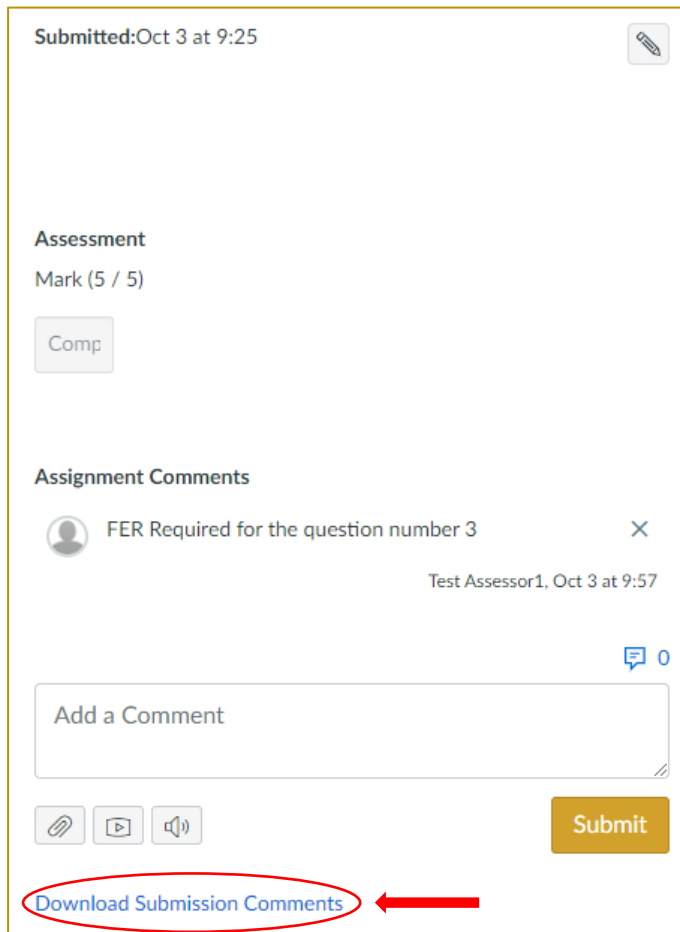 Submitted:Oct 3 at 9:25
Assessment
Mark (5 / 5)
Comp
Assignment Comments
FER Required for the question number 3
Test Assessor1, Oct 3 at 9:57
0
Add a Comment
Submit
Download Submission Comments